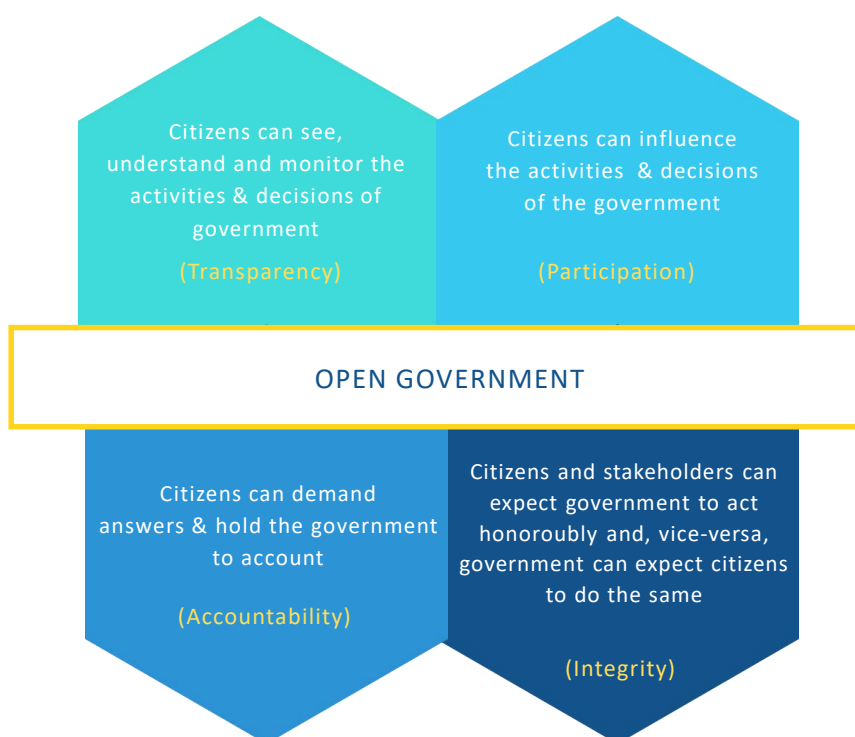 Citizens can see,
understand and monitor the
activities & decisions of
government
(Transparency)
Citizens can influence
the activities & decisions
of the government
(Participation)
OPEN GOVERNMENT
Citizens can demand
answers & hold the government
to account
(Accountability)
Citizens and stakeholders can
expect government to act
honoroubly and, vice-versa,
government can expect citizens
to do the same
(Integrity)